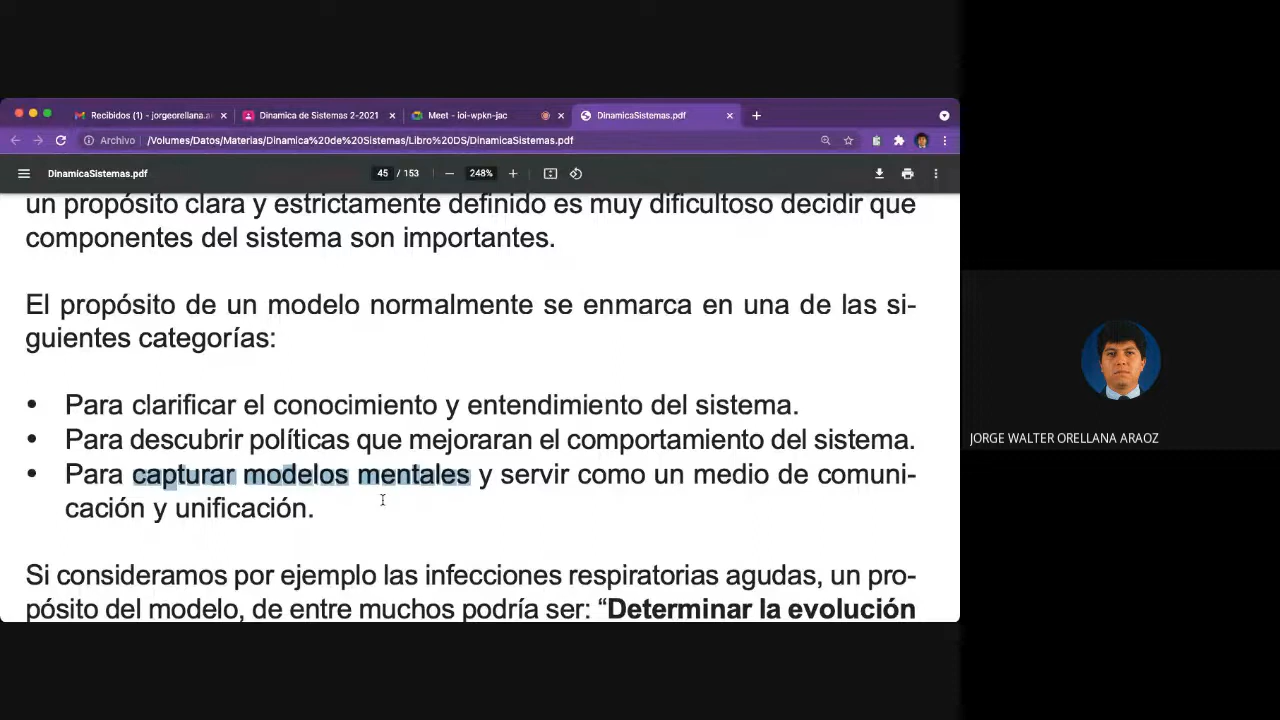 Recibidos (1) - jorgeorellana.a
Dinamica de Sistemas 2-2021
Meet - ioi-wpkn-jac
DinamicaSistemas.pdf
Archivo
/Volumes/Datos/Materias/Dinamica%20de%20Sistemas/Libro%20DS/DinamicaSistemas.pdf
DinamicaSistemas.pdf
45 / 153
248%
un propósito clara y estrictamente definido es muy dificultoso decidir que
componentes del sistema son importantes.
El propósito de un modelo normalmente se enmarca en una de las si-
guientes categorías:
• Para clarificar el conocimiento y entendimiento del sistema.
• Para descubrir políticas que mejoraran el comportamiento del sistema.
• Para capturar modelos mentales y servir como un medio de comuni-
cación y unificación.
Si consideramos por ejemplo las infecciones respiratorias agudas, un pro-
pósito del modelo, de entre muchos podría ser: “Determinar la evolución
JORGE WALTER ORELLANA ARAOZ